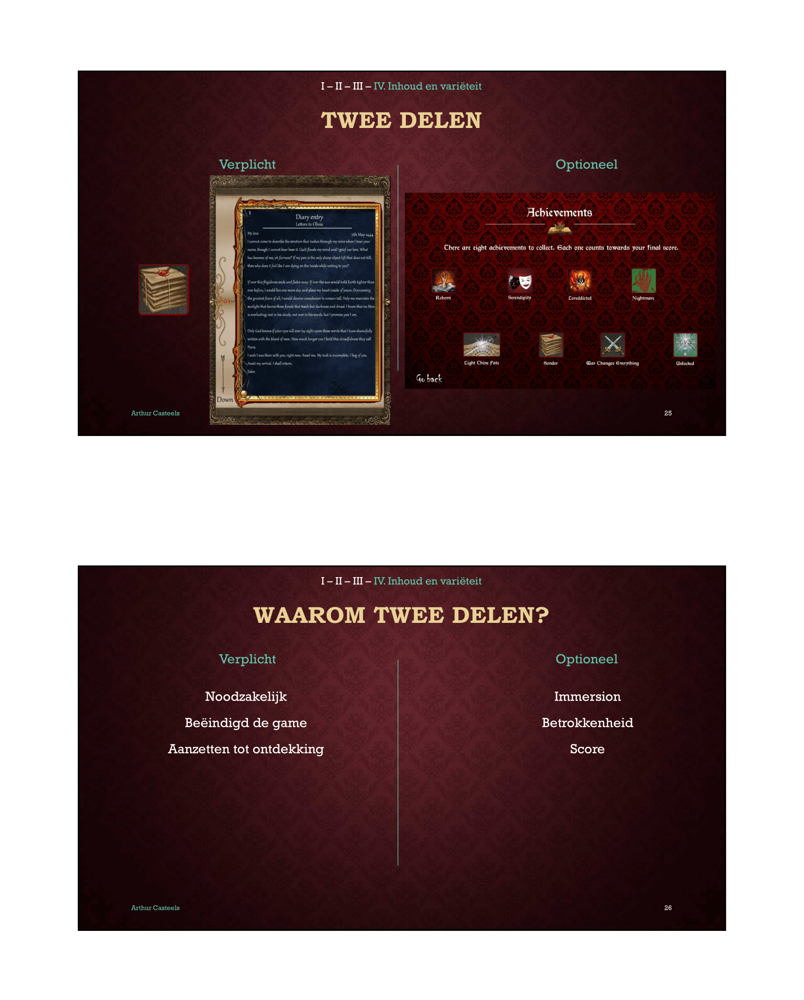 I – II – III – IV. Inhoud en variëteit
TWEE DELEN
Verplicht
1
Diary entry
Letters to Olivia
My love
7th May 1444
I cannot come to describe the emotion that rushes through my veins when I hear your
name, though I cannot bear hear it. Guilt floods my mind and I grief our love. What
has become of me, oh fairness? If my pen is the only sharp object left that does not kill,
then why does it feel like I am dying on the inside while writing to you?
If ever this frigidness ends and fades away. If ever the sun would hold Earth tighter than
ever before, I would live one more day and place my heart inside of yours. Overcoming
the greatest fears of all, I would deceive complexion to remain tall. Help me maintain the
sunlight that burns these fiends that teach but darkness and dread. I know that no Man
is everlasting; not in his deeds, not ever in his words, but I promise you I am.
Only God knows if your eyes will ever lay sight upon these words that I have shamefully
written with the blood of men. How much longer can I hold this dreadfulness they call
Pyres.
I wish I was there with you, right now. Await me. My task is incomplete. I beg of you.
Await my arrival. I shall return.
Eden
Down
Optioneel
Achievements
There are eight achievements to collect. Each one counts towards your final score.
Reborn
Serendipity
Loreddicted
Nightmare
Light Thine Fate
Sonder
War Changes Everything
Unlocked
Go back
Arthur Casteels
25
I – II – III – IV. Inhoud en variëteit
WAAROM TWEE DELEN?
Verplicht
Noodzakelijk
Beëindigd de game
Aanzetten tot ontdekking
Optioneel
Immersion
Betrokkenheid
Score
Arthur Casteels
26